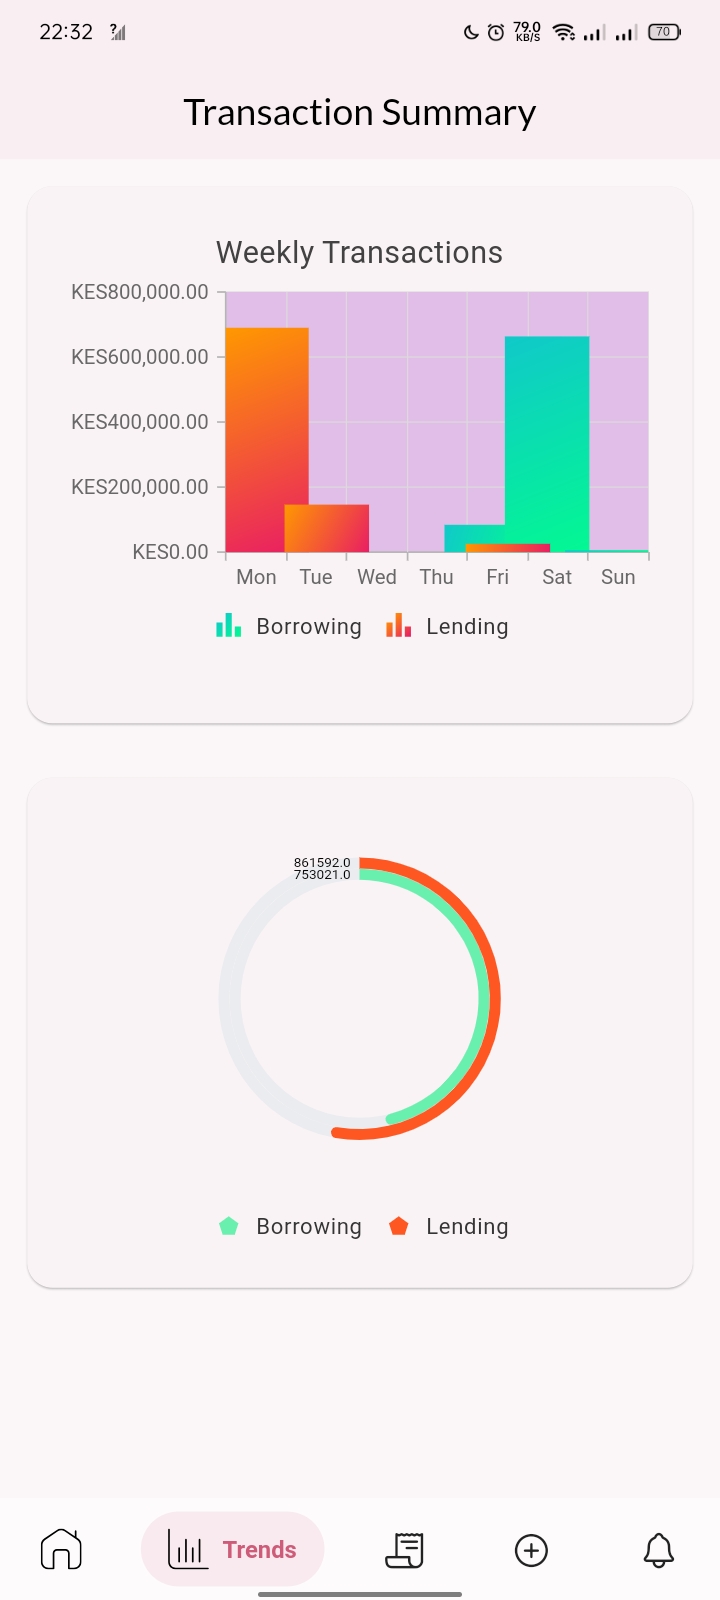 22:32 ? 79.0 KB/S 70
Transaction Summary
Weekly Transactions
KES800,000.00
KES600,000.00
KES400,000.00
KES200,000.00
KES0.00
Mon Tue Wed Thu Fri Sat Sun
Borrowing Lending
861592.0
753021.0
Borrowing Lending
Trends